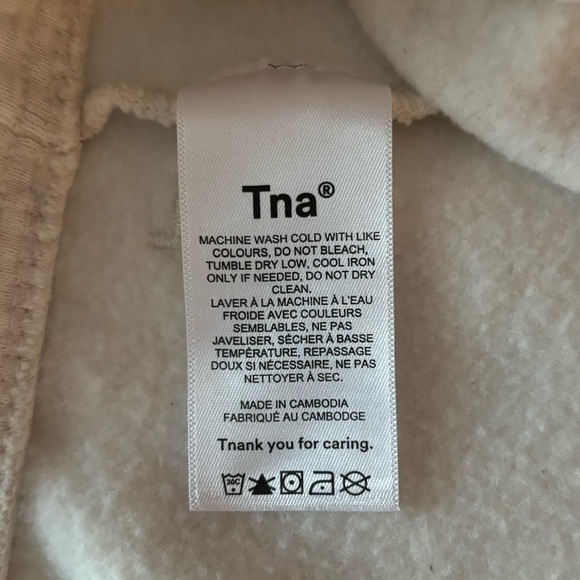 Tna®
MACHINE WASH COLD WITH LIKE
COLOURS, DO NOT BLEACH,
TUMBLE DRY LOW, COOL IRON
ONLY IF NEEDED, DO NOT DRY
CLEAN.
LAVER À LA MACHINE À L'EAU
FROIDE AVEC COULEURS
SEMBLABLES, NE PAS
JAVELISER, SÉCHER À BASSE
TEMPÉRATURE, REPASSAGE
DOUX SI NÉCESSAIRE, NE PAS
NETTOYER À SEC.
MADE IN CAMBODIA
FABRIQUÉ AU CAMBODGE
Tnank you for caring.
30C